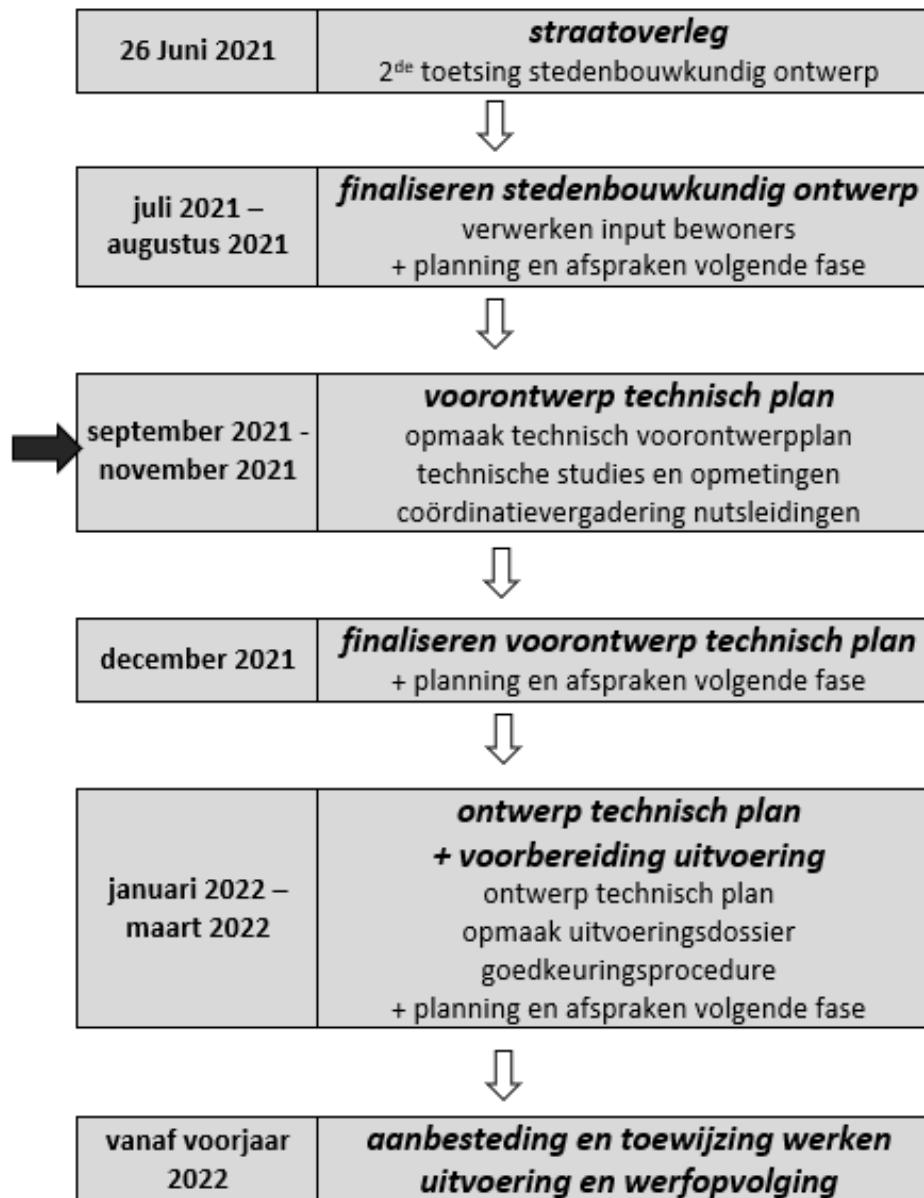 26 Juni 2021
straatoverleg
2de toetsing stedenbouwkundig ontwerp
juli 2021 –
augustus 2021
finaliseren stedenbouwkundig ontwerp
verwerken input bewoners
+ planning en afspraken volgende fase
september 2021 -
november 2021
voorontwerp technisch plan
opmaak technisch voorontwerpplan
technische studies en opmetingen
coördinatievergadering nutsleidingen
december 2021
finaliseren voorontwerp technisch plan
+ planning en afspraken volgende fase
januari 2022 –
maart 2022
ontwerp technisch plan
+ voorbereiding uitvoering
ontwerp technisch plan
opmaak uitvoeringsdossier
goedkeuringsprocedure
+ planning en afspraken volgende fase
vanaf voorjaar
2022
aanbesteding en toewijzing werken
uitvoering en werfopvolging